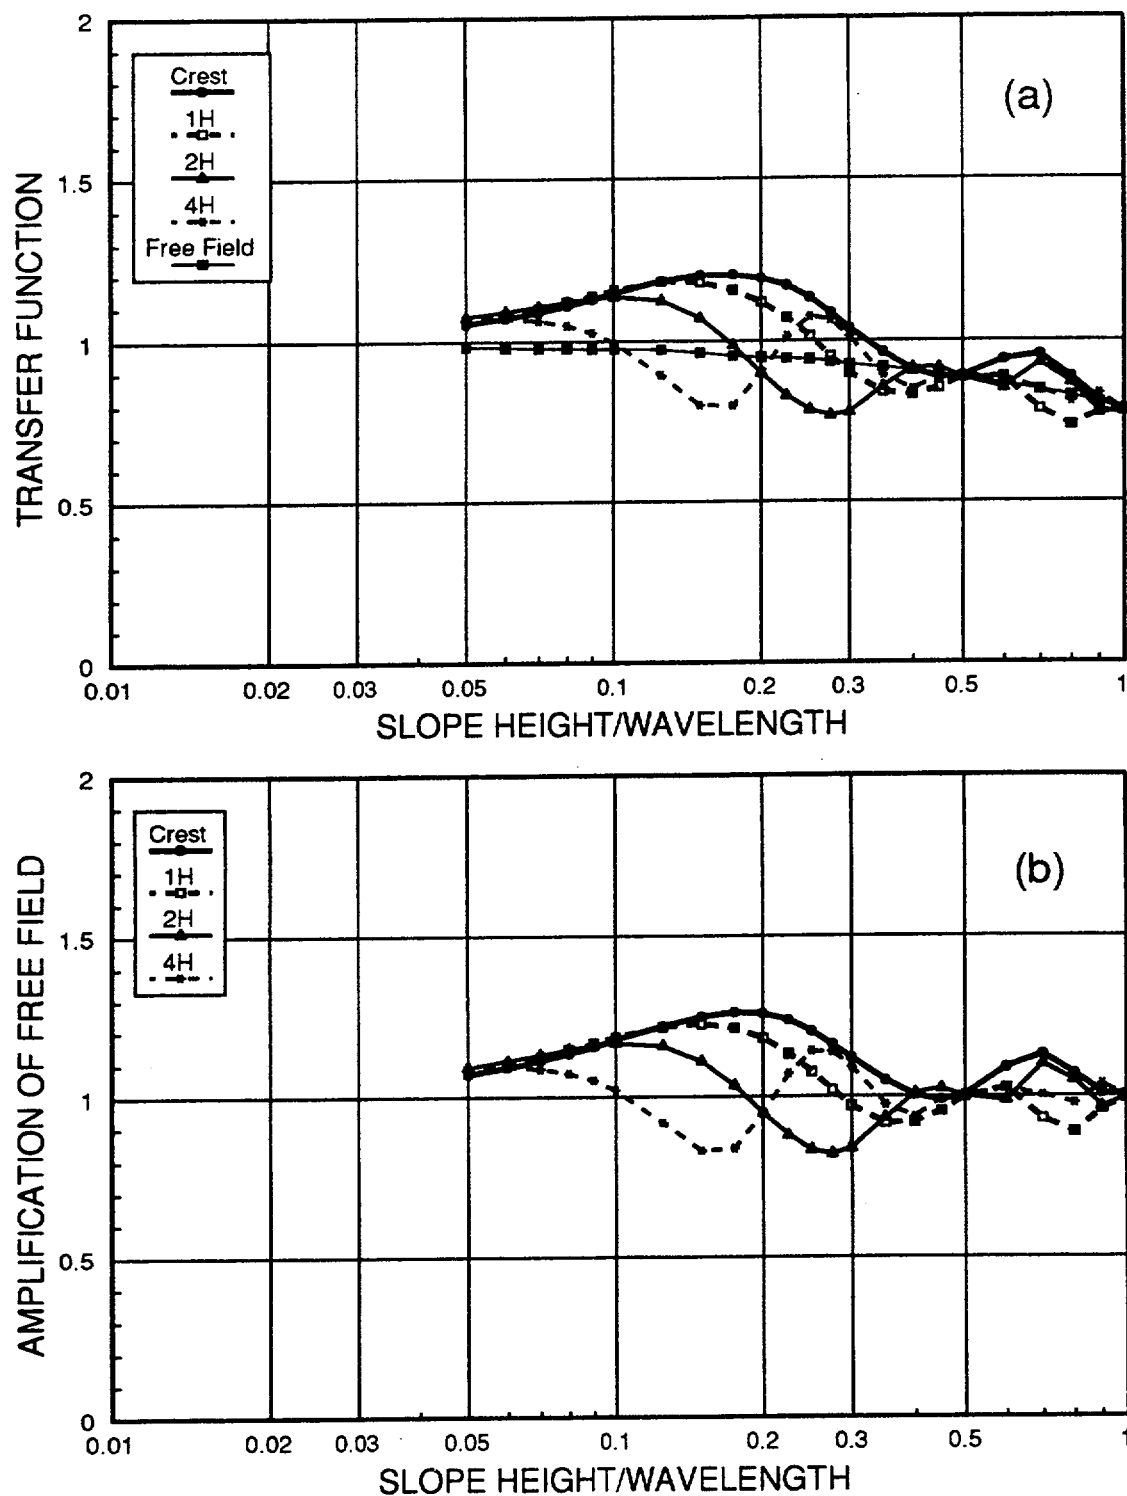 2
(a)
Crest
1H
2H
4H
Free Field
1.5
1
0.5
0
TRANSFER FUNCTION
0.01 0.02 0.03 0.05 0.1 0.2 0.3 0.5 1
SLOPE HEIGHT/WAVELENGTH
2
(b)
Crest
1H
2H
4H
1.5
1
0.5
0
AMPLIFICATION OF FREE FIELD
0.01 0.02 0.03 0.05 0.1 0.2 0.3 0.5 1
SLOPE HEIGHT/WAVELENGTH